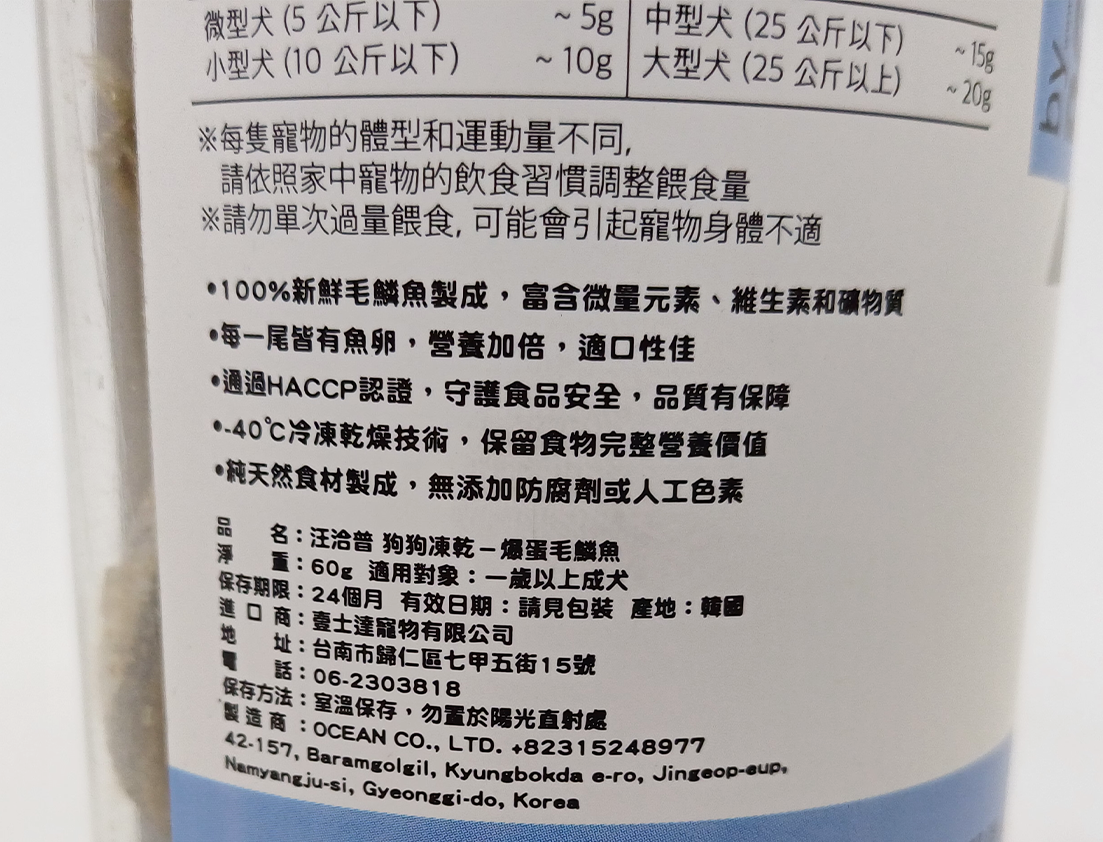 微型犬 (5 公斤以下) ~ 5g 中型犬 (25 公斤以下) ~ 15g
小型犬 (10 公斤以下) ~ 10g 大型犬 (25 公斤以上) ~ 20g
※每隻寵物的體型和運動量不同,
請依照家中寵物的飲食習慣調整餵食量
※請勿單次過量餵食, 可能會引起寵物身體不適
•100%新鮮毛鱗魚製成，富含微量元素、維生素和礦物質
•每一尾皆有魚卵，營養加倍，適口性佳
•通過HACCP認證，守護食品安全，品質有保障
•-40℃冷凍乾燥技術，保留食物完整營養價值
•純天然食材製成，無添加防腐劑或人工色素
品名：汪洽普 狗狗凍乾－爆蛋毛鱗魚
淨重：60g 適用對象：一歲以上成犬
保存期限：24個月 有效日期：請見包裝 產地：韓國
進口商：壹士達寵物有限公司
地址：台南市歸仁區七甲五街15號
電話：06-2303818
保存方法：室溫保存，勿置於陽光直射處
製造商：OCEAN CO., LTD. +82315248977
42-157, Baramgolgil, Kyungbokda e-ro, Jingeop-eup,
Namyangju-si, Gyeonggi-do, Korea